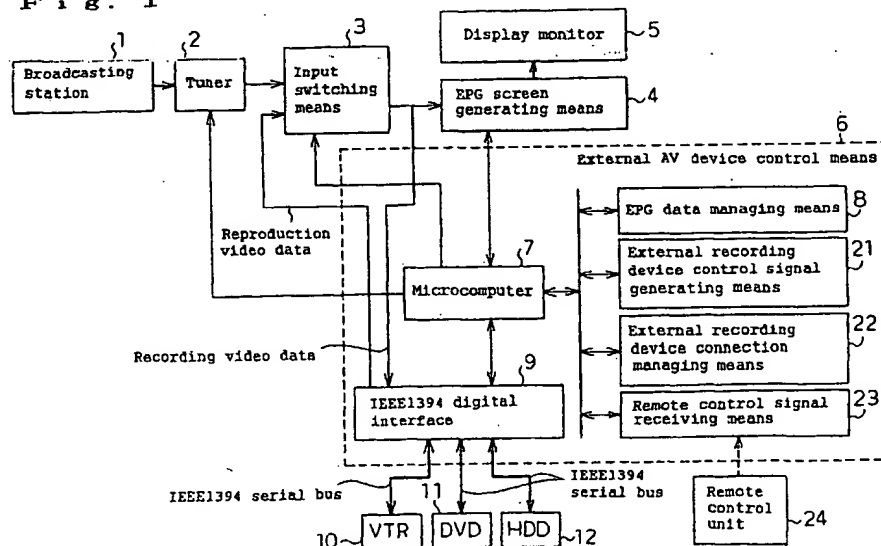 Fig. 1
1
2
3
Broadcasting
station
Tuner
Input
switching
means
Display monitor
5
EPG screen
generating means
4
6
External AV device control means
Reproduction
video data
7
Microcomputer
EPG data managing means
8
External recording
device control signal
generating means
21
External recording
device connection
managing means
22
Remote control signal
receiving means
23
Recording video data
9
IEEE1394 digital
interface
IEEE1394 serial bus
IEEE1394
serial bus
10
VTR
11
DVD
HDD
12
Remote
control
unit
24